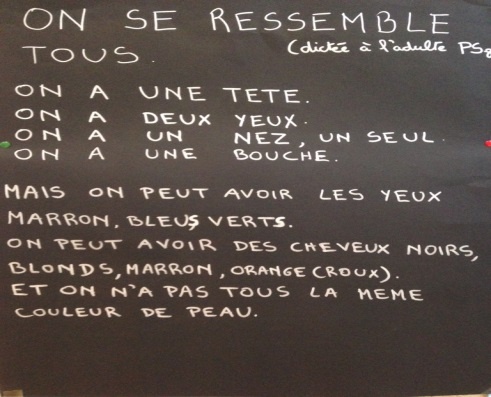 ON SE RESSEMBLE
TOUS. (dictée à l'adulte PS
ON A UNE TETE.
ON A DEUX YEUX.
ON A UN NEZ, UN SEUL.
ON A UNE BOUCHE.
MAIS ON PEUT AVOIR LES YEUX
MARRON, BLEUS VERTS.
ON PEUT AVOIR DES CHEVEUX NOIRS,
BLONDS, MARRON, ORANGE (ROUX).
ET ON N'A PAS TOUS LA MEME
COULEUR DE PEAU.